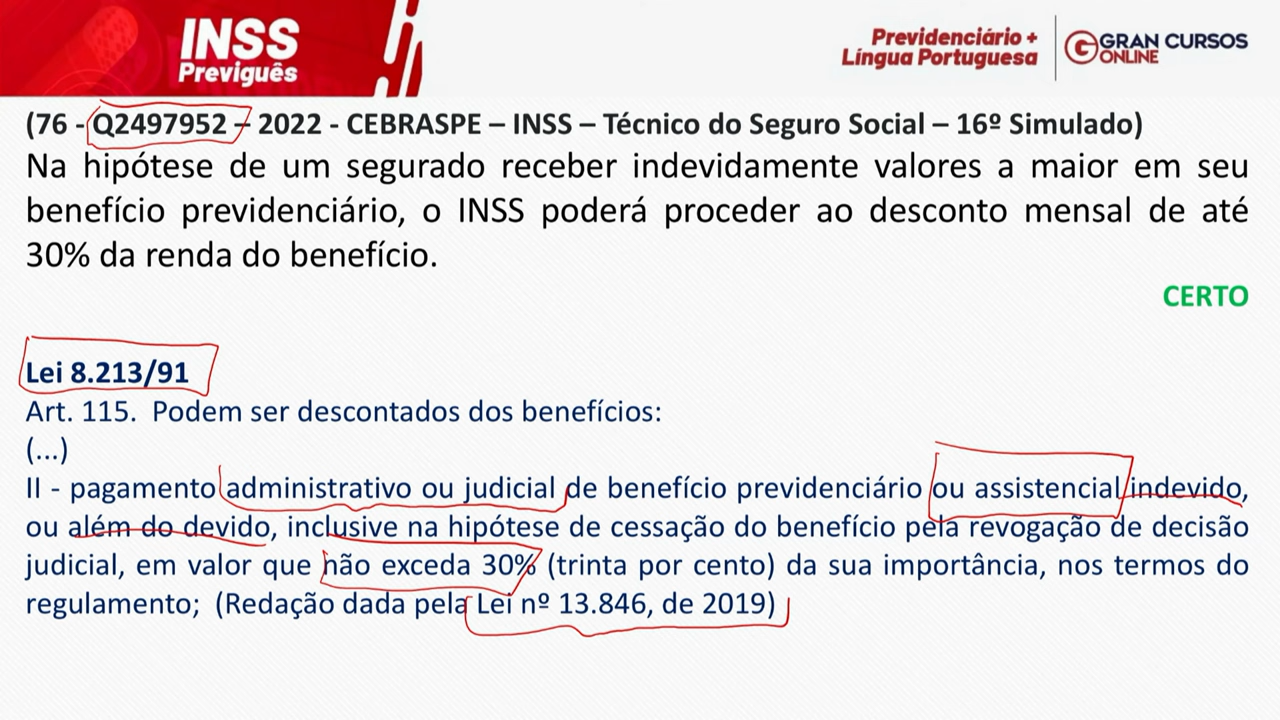 INSS
Previguês
Previdenciário +
Língua Portuguesa
GRAN CURSOS
ONLINE
(76 - Q2497952 – 2022 - CEBRASPE – INSS – Técnico do Seguro Social – 16º Simulado)
Na hipótese de um segurado receber indevidamente valores a maior em seu
benefício previdenciário, o INSS poderá proceder ao desconto mensal de até
30% da renda do benefício.
CERTO
Lei 8.213/91
Art. 115. Podem ser descontados dos benefícios:
(...)
II - pagamento administrativo ou judicial de benefício previdenciário ou assistencial indevido,
ou além do devido, inclusive na hipótese de cessação do benefício pela revogação de decisão
judicial, em valor que não exceda 30% (trinta por cento) da sua importância, nos termos do
regulamento; (Redação dada pela Lei nº 13.846, de 2019)